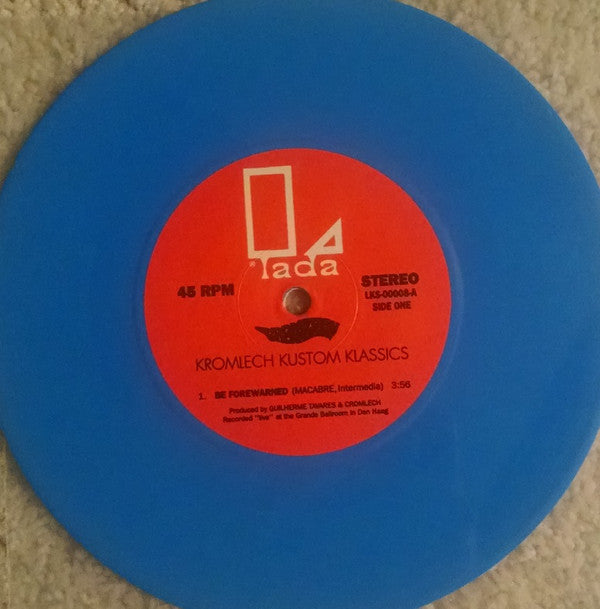 Lada
45 RPM
STEREO
LKS-00008-A
SIDE ONE
KROMLECH KUSTOM KLASSICS
1. BE FOREWARNED (MACABRE, Intermedia) 3:56
Produced by GUILHERME TAVARES & CROMLECH
Recorded "live" at the Grande Ballroom in Den Haag